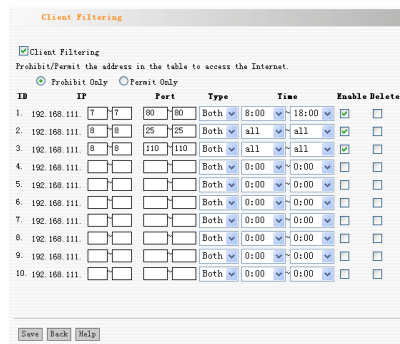 Client Filtering
Client Filtering
Prohibit/Permit the address in the table to access the Internet.
Prohibit Only Permit Only
ID IP Port Type Time Enable Delete
1. 192.168.111. 7 ~ 7 80 ~ 80 Both 8:00 ~ 18:00
2. 192.168.111. 8 ~ 8 25 ~ 25 Both all ~ all
3. 192.168.111. 8 ~ 8 110 ~ 110 Both all ~ all
4. 192.168.111. ~ ~ Both 0:00 ~ 0:00
5. 192.168.111. ~ ~ Both 0:00 ~ 0:00
6. 192.168.111. ~ ~ Both 0:00 ~ 0:00
7. 192.168.111. ~ ~ Both 0:00 ~ 0:00
8. 192.168.111. ~ ~ Both 0:00 ~ 0:00
9. 192.168.111. ~ ~ Both 0:00 ~ 0:00
10. 192.168.111. ~ ~ Both 0:00 ~ 0:00
Save Back Help